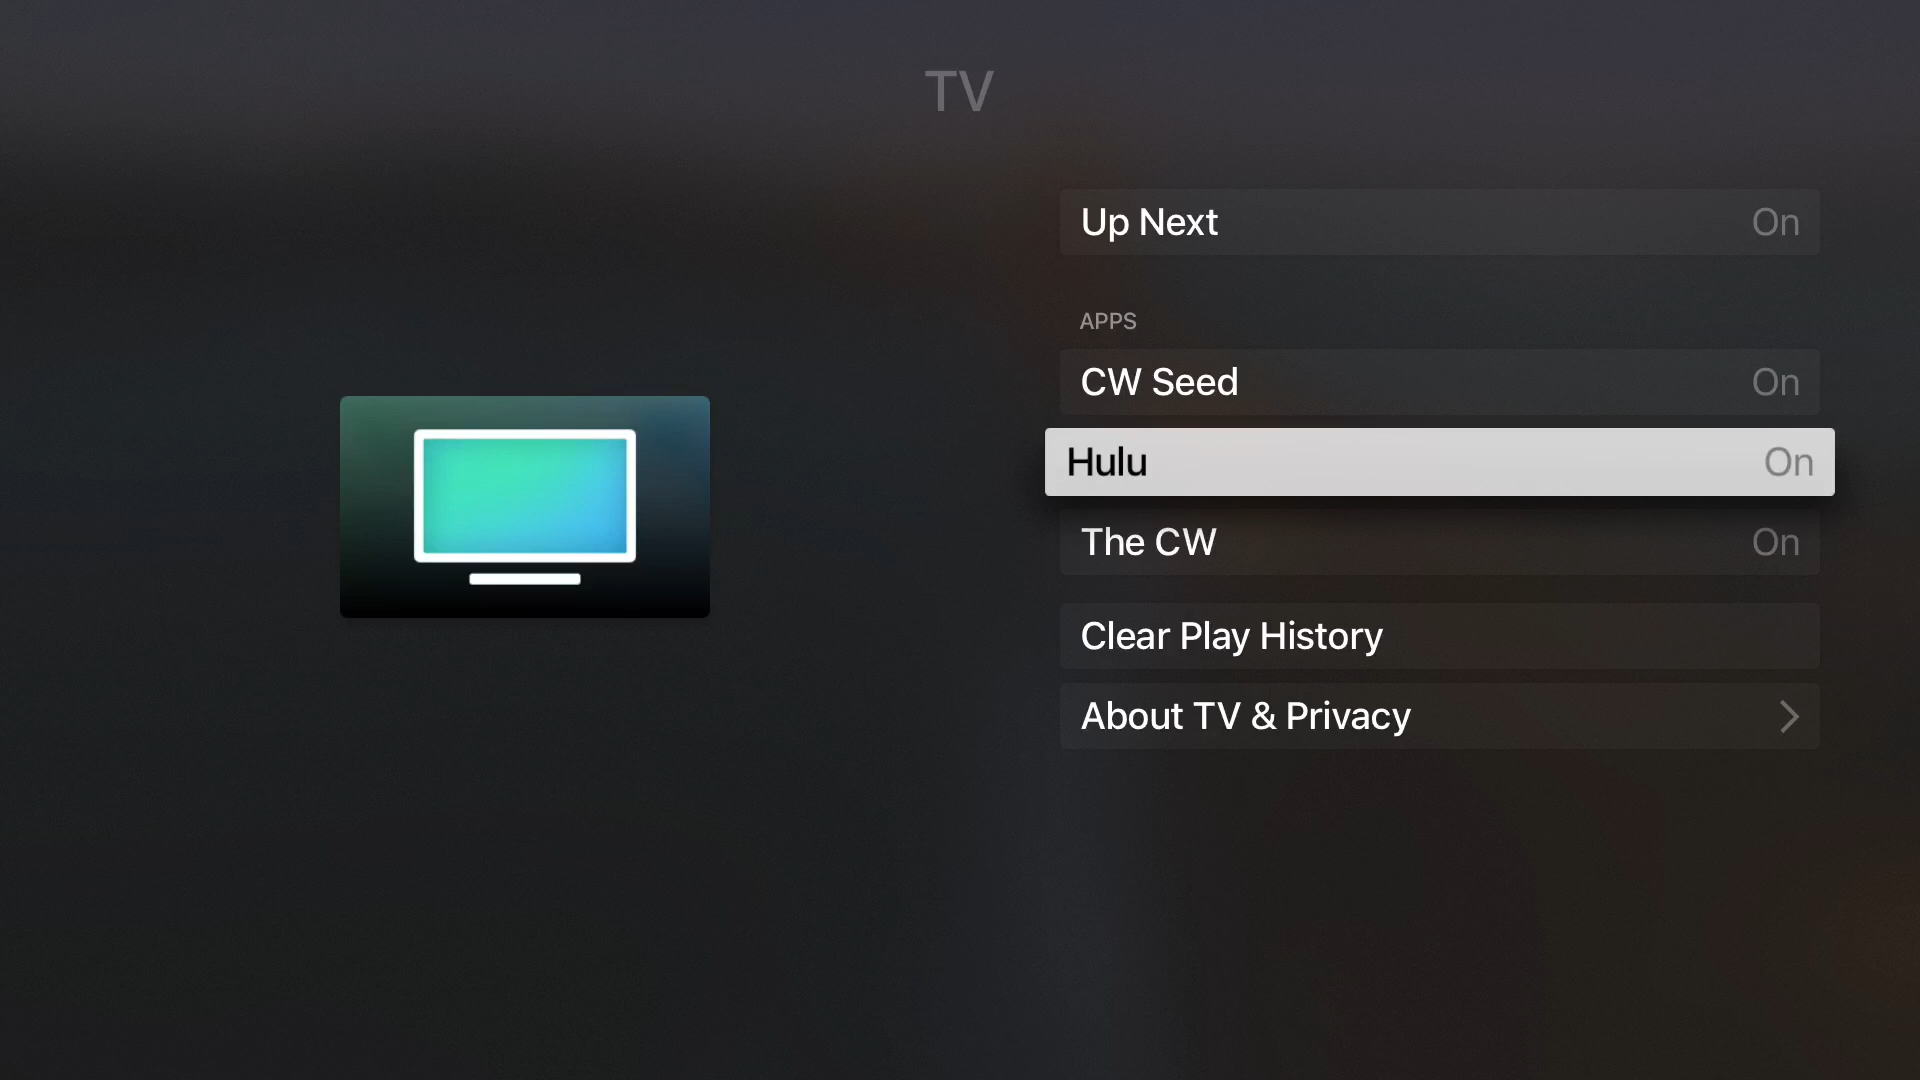 TV
Up Next On
APPS
CW Seed On
Hulu On
The CW On
Clear Play History
About TV & Privacy